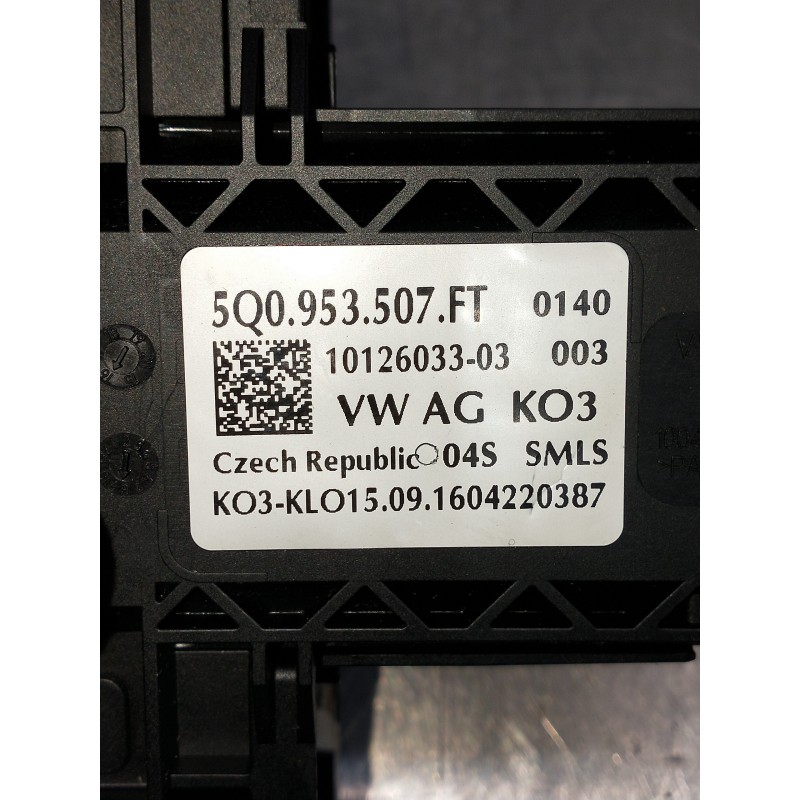 5Q0.953.507.FT 0140
10126033-03 003
VW AG KO3
Czech Republic 04S SMLS
KO3-KLO15.09.1604220387